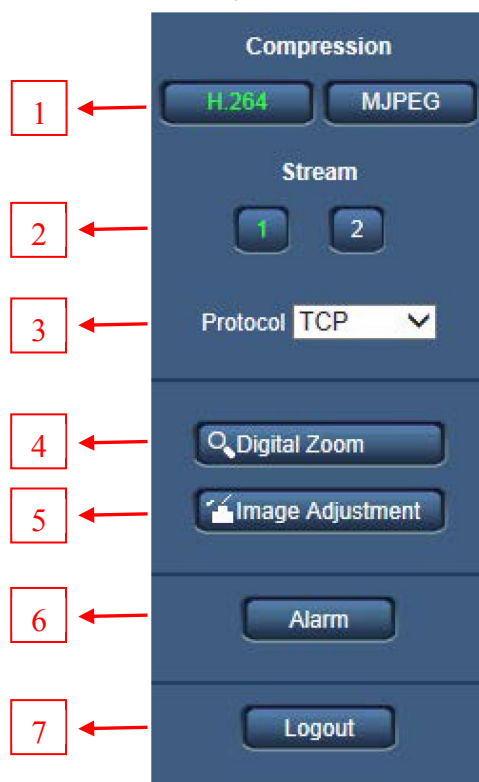 Compression
1 H.264 MJPEG
Stream
2 1 2
3 Protocol TCP
4 Digital Zoom
5 Image Adjustment
6 Alarm
7 Logout